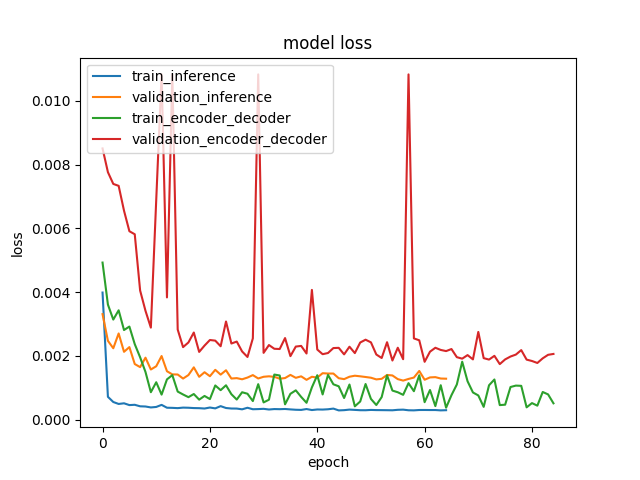 model loss
train_inference
validation_inference
train_encoder_decoder
validation_encoder_decoder
loss
0.010
0.008
0.006
0.004
0.002
0.000
0 20 40 60 80
epoch